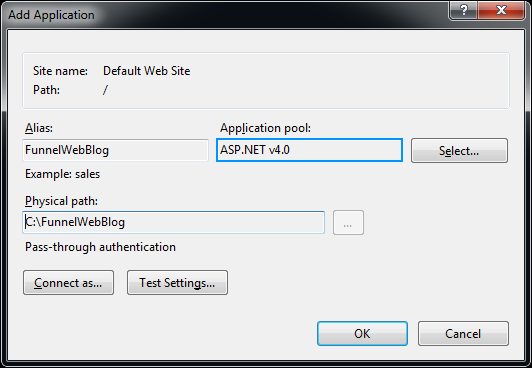 Add Application
Site name: Default Web Site
Path: /
Alias: Application pool:
FunnelWebBlog ASP.NET v4.0 Select...
Example: sales
Physical path:
C:\FunnelWebBlog ...
Pass-through authentication
Connect as... Test Settings...
OK Cancel